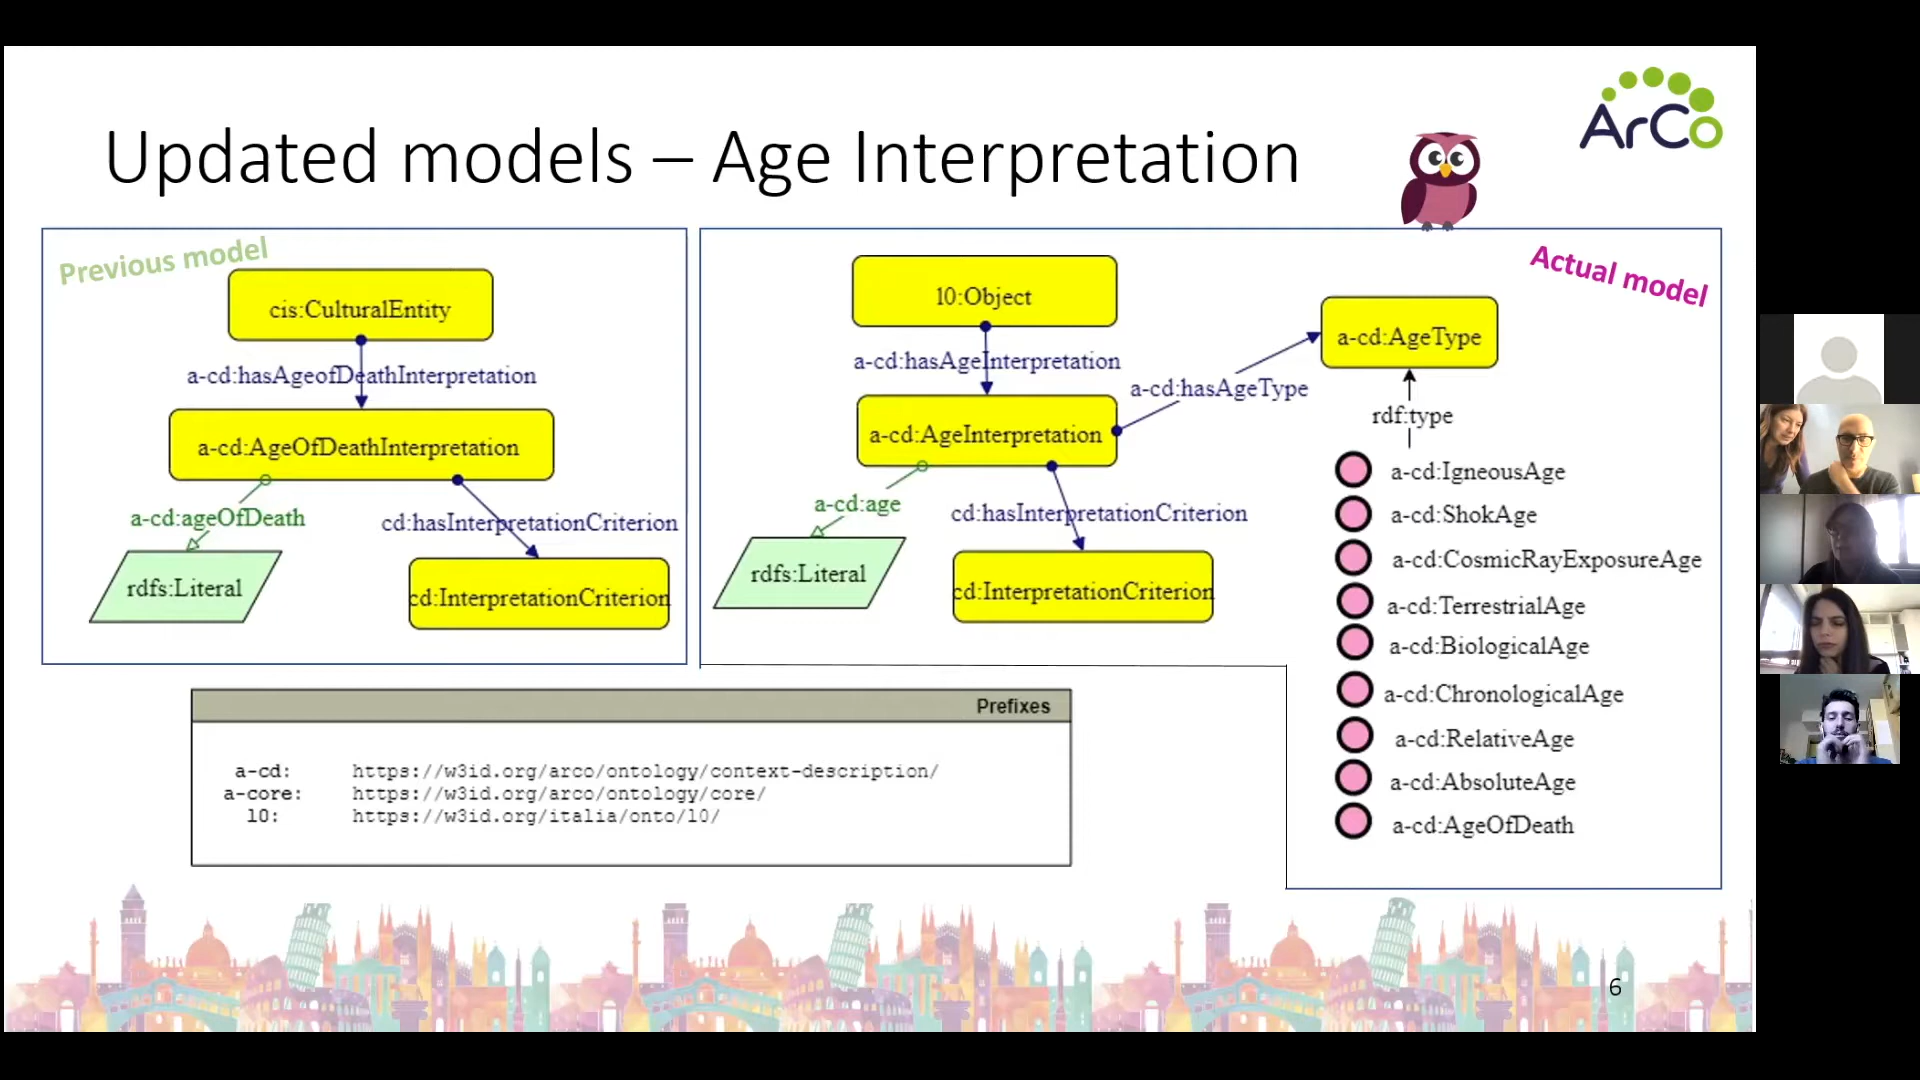 ArCo
Updated models – Age Interpretation
Previous model
cis:CulturalEntity
a-cd:hasAgeofDeathInterpretation
a-cd:AgeOfDeathInterpretation
a-cd:ageOfDeath
cd:hasInterpretationCriterion
rdfs:Literal
cd:InterpretationCriterion
Actual model
l0:Object
a-cd:hasAgeInterpretation
a-cd:AgeInterpretation
a-cd:hasAgeType
a-cd:AgeType
a-cd:age
cd:hasInterpretationCriterion
rdfs:Literal
cd:InterpretationCriterion
rdf:type
a-cd:IgneousAge
a-cd:ShokAge
a-cd:CosmicRayExposureAge
a-cd:TerrestrialAge
a-cd:BiologicalAge
a-cd:ChronologicalAge
a-cd:RelativeAge
a-cd:AbsoluteAge
a-cd:AgeOfDeath
Prefixes
a-cd: https://w3id.org/arco/ontology/context-description/
a-core: https://w3id.org/arco/ontology/core/
l0: https://w3id.org/italia/onto/l0/
6